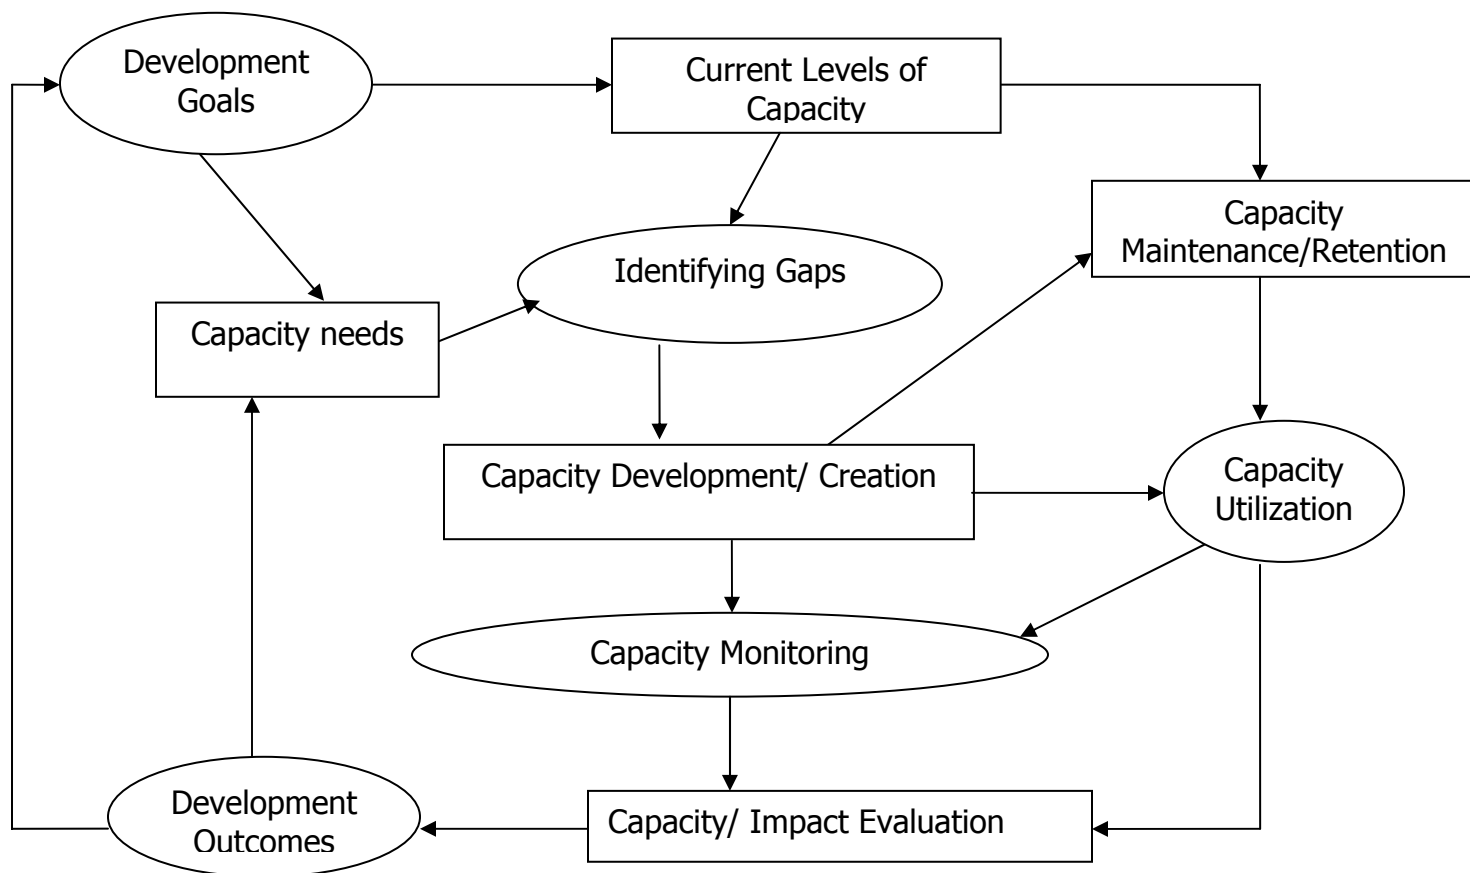 Development
Goals
Current Levels of
Capacity
Capacity
Maintenance/Retention
Identifying Gaps
Capacity needs
Capacity Development/ Creation
Capacity
Utilization
Capacity Monitoring
Development
Outcomes
Capacity/ Impact Evaluation